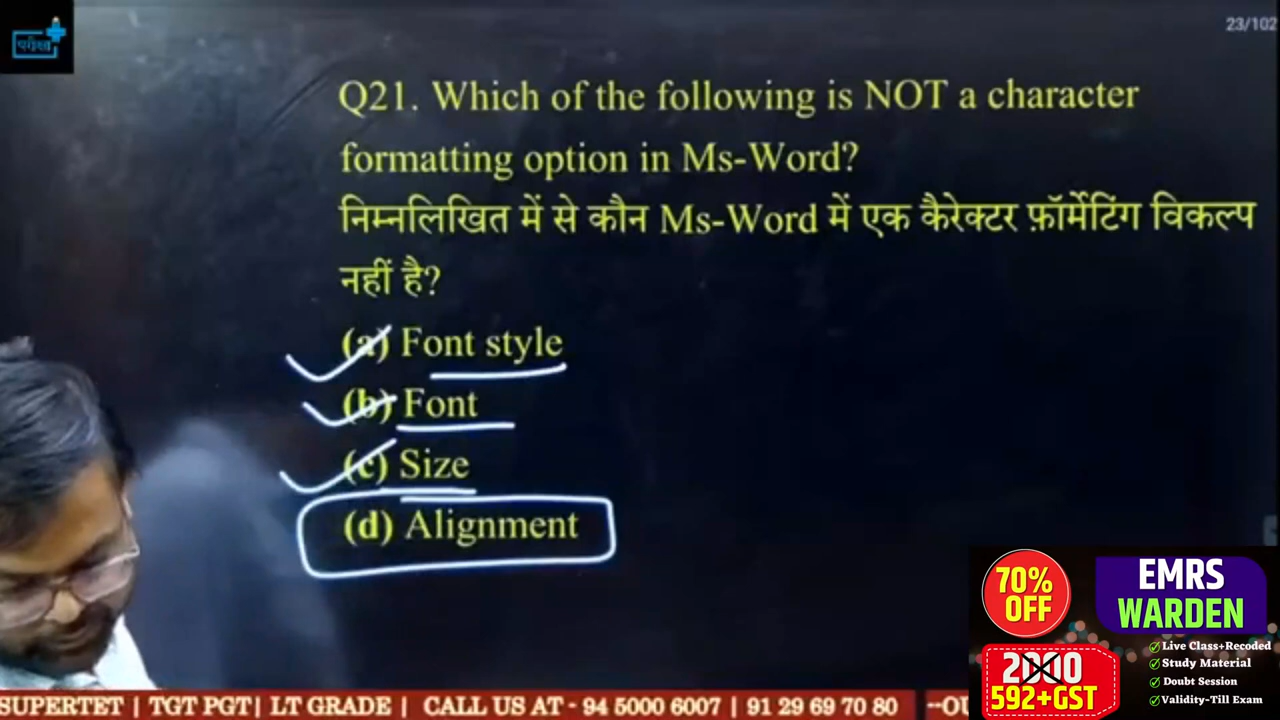 परीक्षा
23/102
Q21. Which of the following is NOT a character
formatting option in Ms-Word?
निम्नलिखित में से कौन Ms-Word में एक कैरेक्टर फ़ॉर्मेटिंग विकल्प
नहीं है?
(a) Font style
(b) Font
(c) Size
(d) Alignment
70%
OFF
EMRS
WARDEN
2000
592+GST
Live Class+Recoded
Study Material
Doubt Session
Validity-Till Exam
SUPERTET | TGT PGT| LT GRADE | CALL US AT - 94 5000 6007 | 91 29 69 70 80 --OU